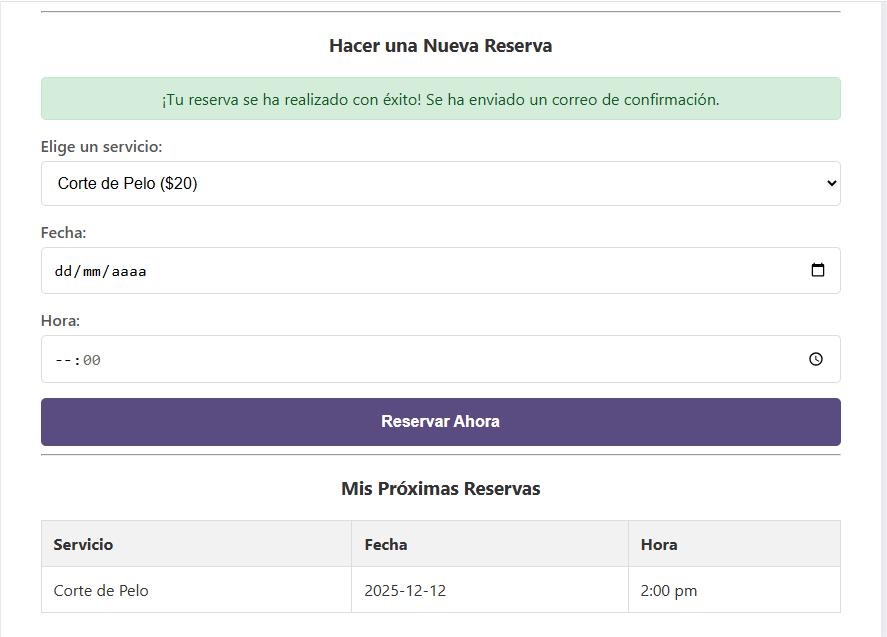 Hacer una Nueva Reserva
¡Tu reserva se ha realizado con éxito! Se ha enviado un correo de confirmación.
Elige un servicio:
Corte de Pelo ($20)
Fecha:
dd/mm/aaaa
Hora:
--:00
Reservar Ahora
Mis Próximas Reservas
Servicio Fecha Hora
Corte de Pelo 2025-12-12 2:00 pm